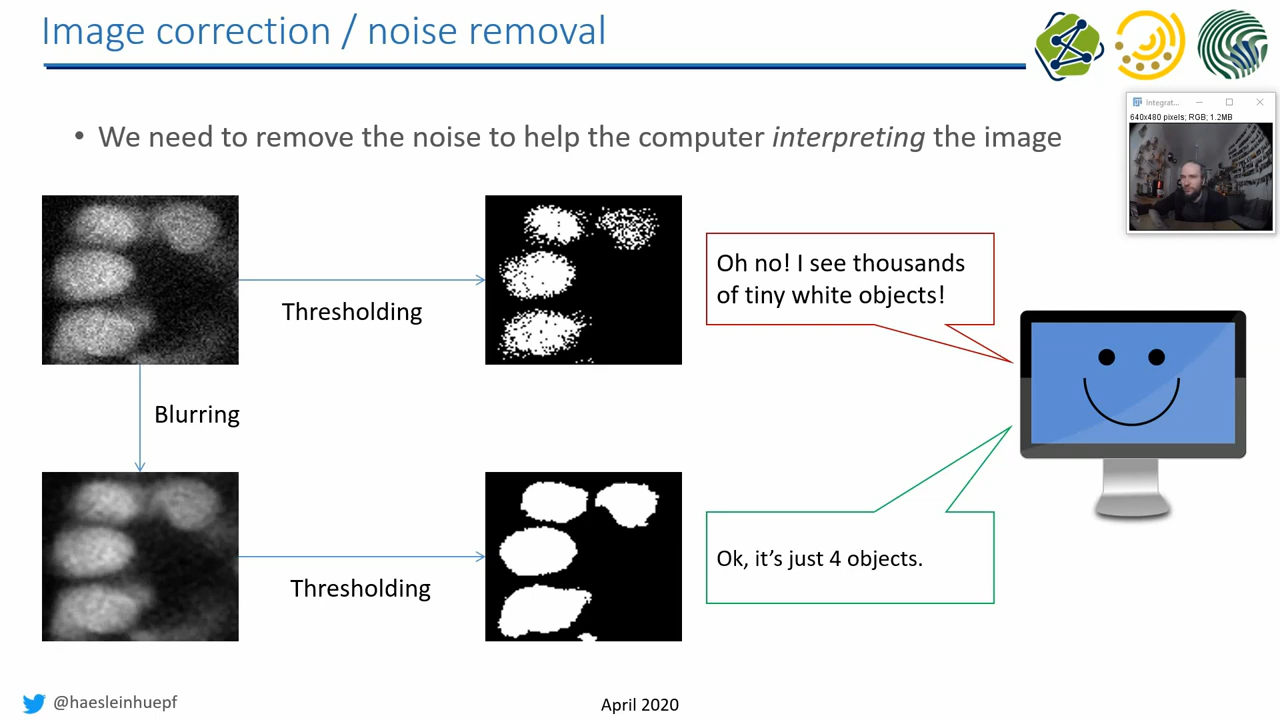 Image correction / noise removal
Integrat...
640x480 pixels; RGB; 1.2MB
• We need to remove the noise to help the computer interpreting the image
Thresholding
Oh no! I see thousands
of tiny white objects!
Blurring
Thresholding
Ok, it’s just 4 objects.
@haesleinhuepf
April 2020